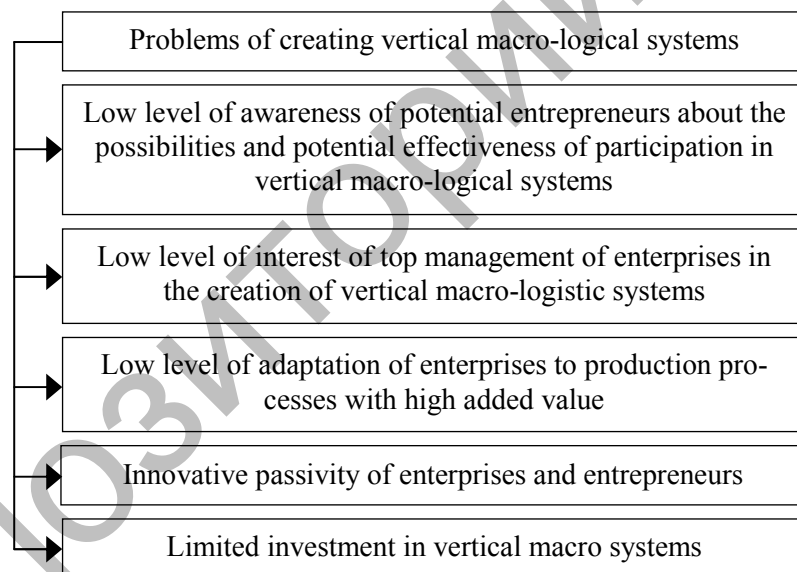 Problems of creating vertical macro-logical systems
Low level of awareness of potential entrepreneurs about the
possibilities and potential effectiveness of participation in
vertical macro-logical systems
Low level of interest of top management of enterprises in
the creation of vertical macro-logistic systems
Low level of adaptation of enterprises to production pro-
cesses with high added value
Innovative passivity of enterprises and entrepreneurs
Limited investment in vertical macro systems